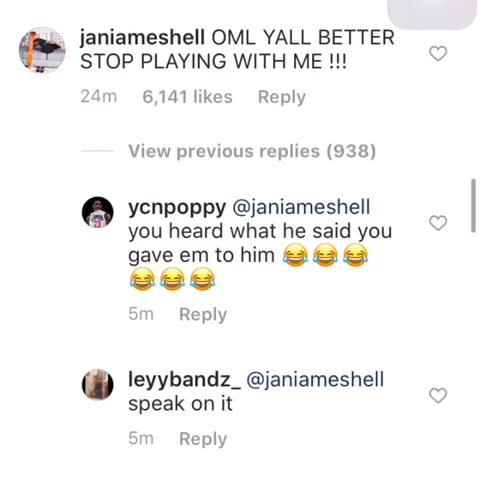 janiameshell OML YALL BETTER
STOP PLAYING WITH ME !!!
24m 6,141 likes Reply
View previous replies (938)
ycnpoppy @janiameshell
you heard what he said you
gave em to him 😂😂😂
😂😂😂
5m Reply
leyybandz_ @janiameshell
speak on it
5m Reply